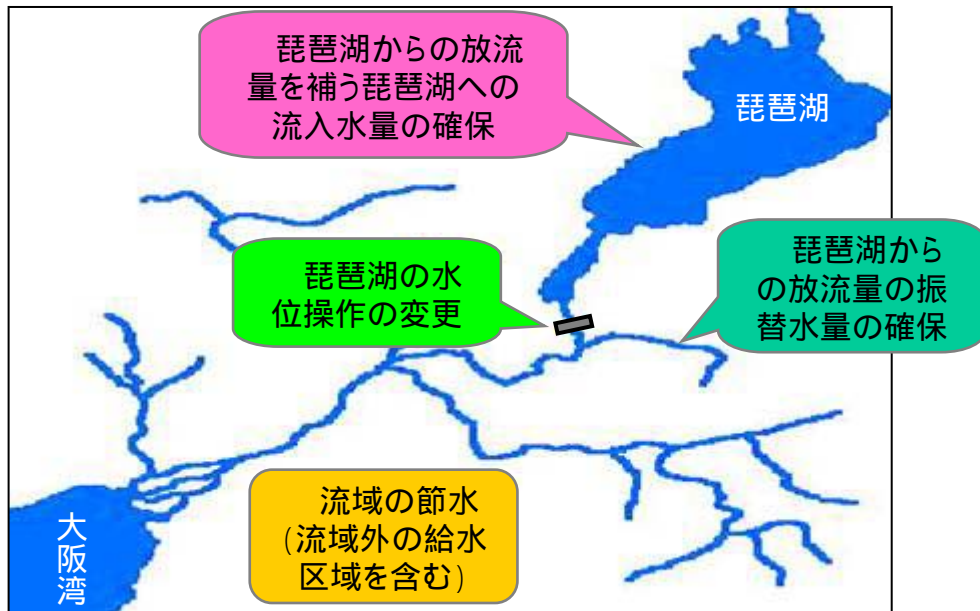 琵琶湖からの放流
量を補う琵琶湖への
流入水量の確保
琵琶湖
琵琶湖の水
位操作の変更
琵琶湖から
の放流量の振
替水量の確保
流域の節水
(流域外の給水
区域を含む)
大阪湾